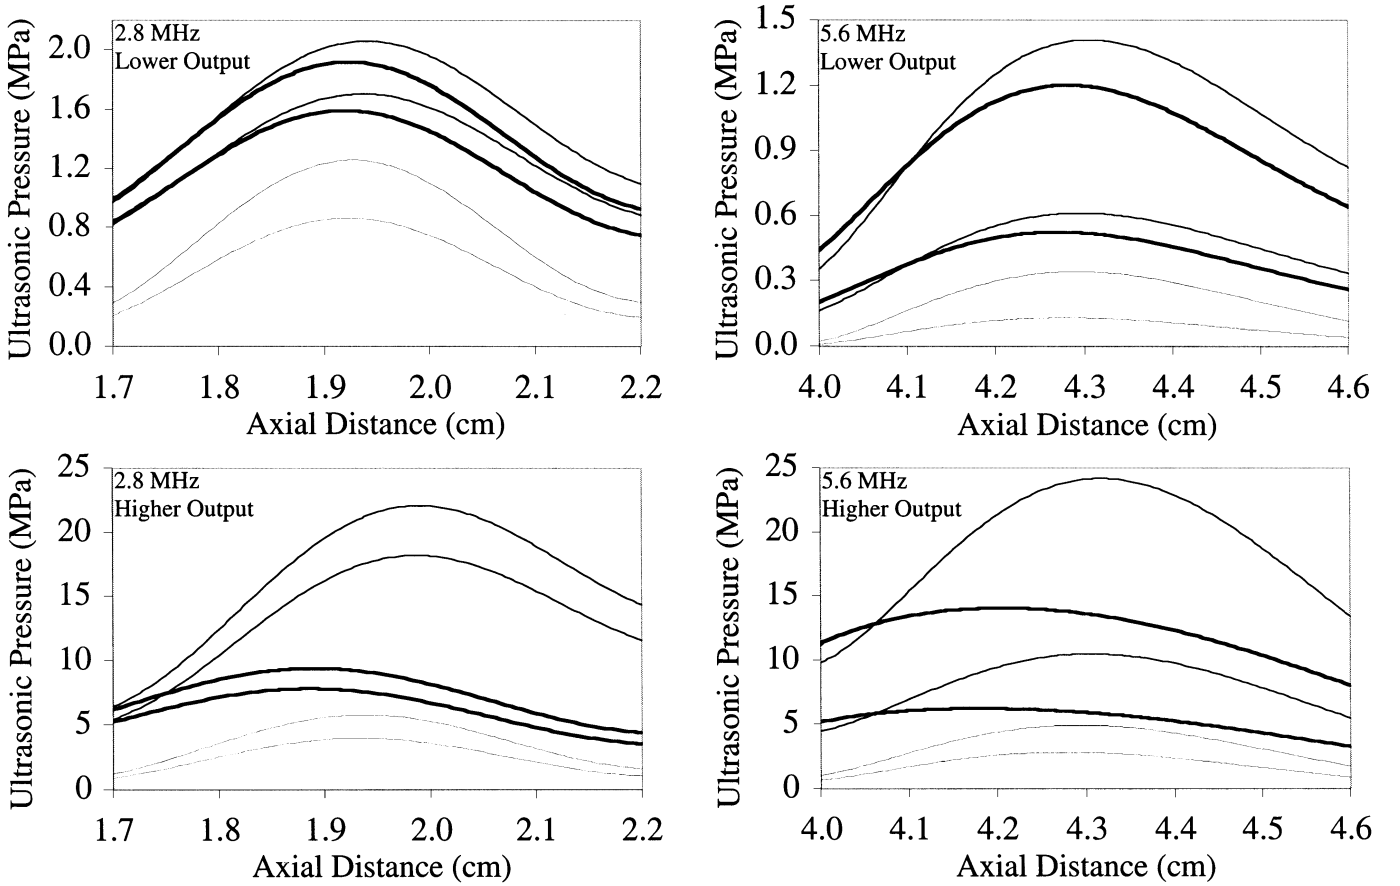 Ultrasonic Pressure (MPa)
2.8 MHz
Lower Output
2.0
1.6
1.2
0.8
0.4
0.0
1.7 1.8 1.9 2.0 2.1 2.2
Axial Distance (cm)
Ultrasonic Pressure (MPa)
5.6 MHz
Lower Output
1.5
1.2
0.9
0.6
0.3
0.0
4.0 4.1 4.2 4.3 4.4 4.5 4.6
Axial Distance (cm)
Ultrasonic Pressure (MPa)
2.8 MHz
Higher Output
25
20
15
10
5
0
1.7 1.8 1.9 2.0 2.1 2.2
Axial Distance (cm)
Ultrasonic Pressure (MPa)
5.6 MHz
Higher Output
25
20
15
10
5
0
4.0 4.1 4.2 4.3 4.4 4.5 4.6
Axial Distance (cm)